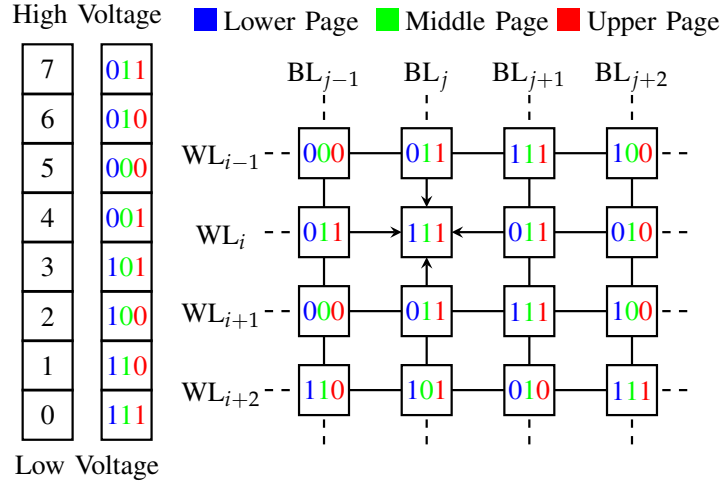 High Voltage
Lower Page Middle Page Upper Page
7 011
6 010
5 000
4 001
3 101
2 100
1 110
0 111
Low Voltage
BL_{j−1} BL_j BL_{j+1} BL_{j+2}
WL_{i−1} 000 011 111 100
WL_i 011 111 011 010
WL_{i+1} 000 011 111 100
WL_{i+2} 110 101 010 111